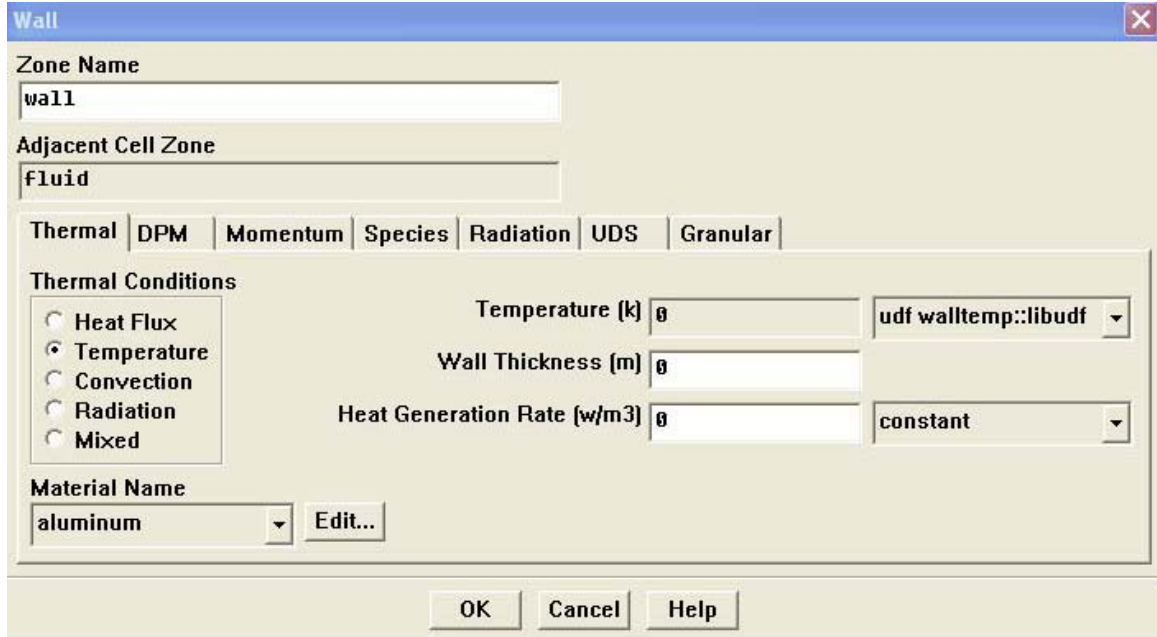 Wall
Zone Name
wall
Adjacent Cell Zone
fluid
Thermal DPM Momentum Species Radiation UDS Granular
Thermal Conditions
Heat Flux
Temperature
Convection
Radiation
Mixed
Temperature (k) 0 udf walltemp::libudf
Wall Thickness (m) 0
Heat Generation Rate (w/m3) 0 constant
Material Name
aluminum Edit...
OK Cancel Help